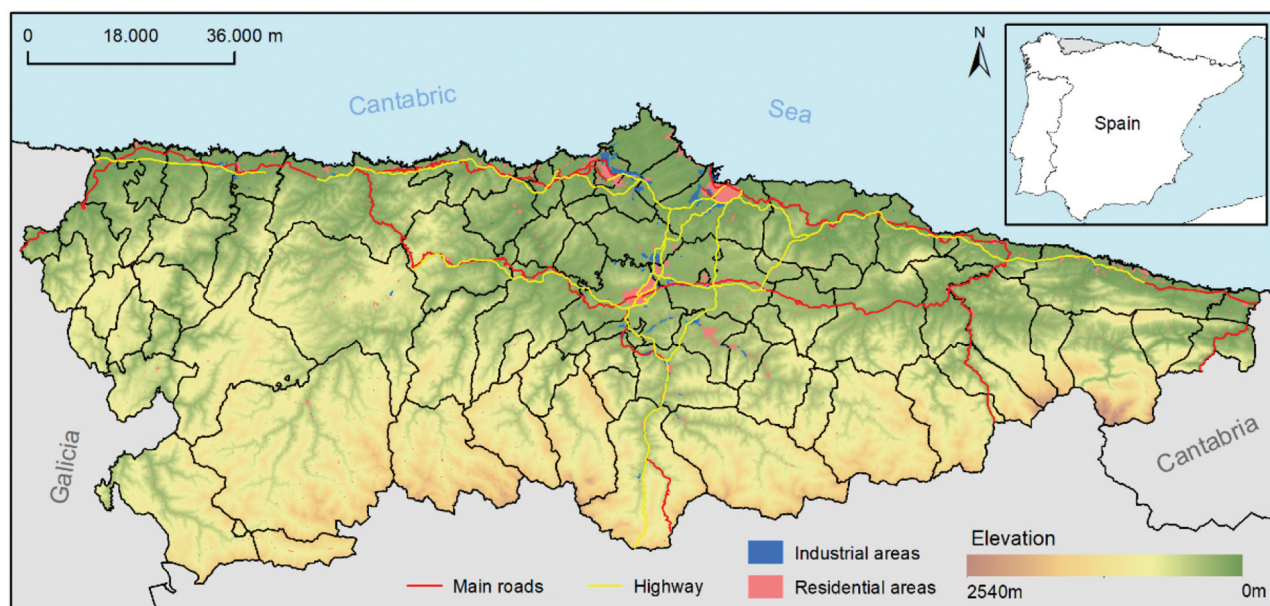 0 18.000 36.000 m
N
Cantabric Sea
Spain
Galicia
Cantabria
Industrial areas
Residential areas
Main roads
Highway
Elevation
2540m 0m